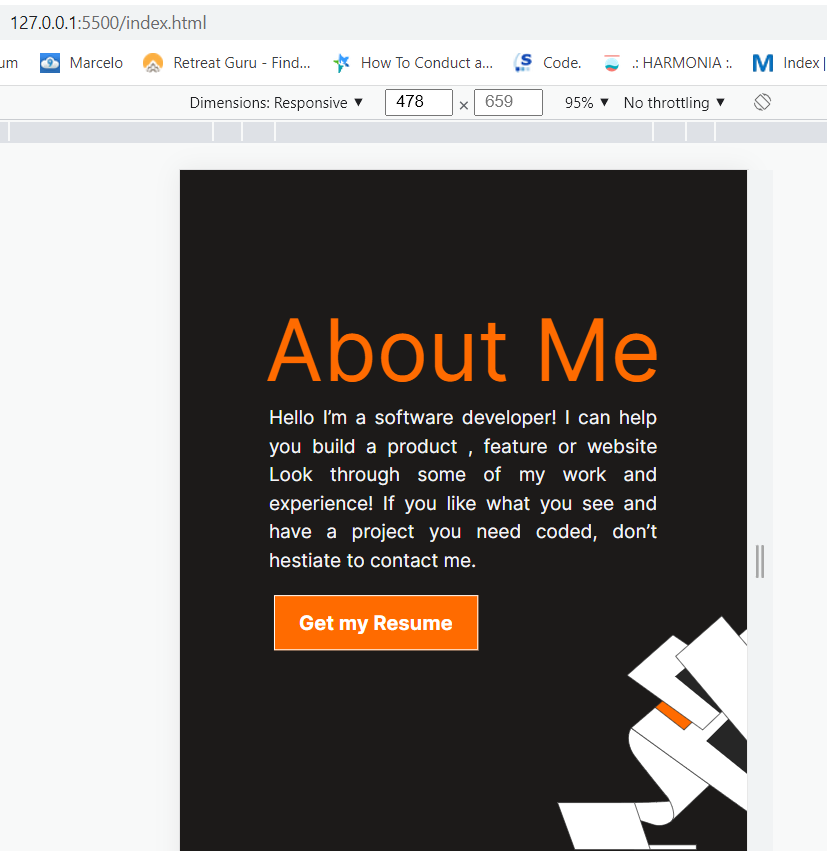 127.0.0.1:5500/index.html
um Marcelo Retreat Guru - Find... How To Conduct a... S Code. .: HARMONIA :. M Index |
Dimensions: Responsive ▼ 478 × 659 95% ▼ No throttling ▼
About Me
Hello I’m a software developer! I can help
you build a product , feature or website
Look through some of my work and
experience! If you like what you see and
have a project you need coded, don’t
hestiate to contact me.
Get my Resume